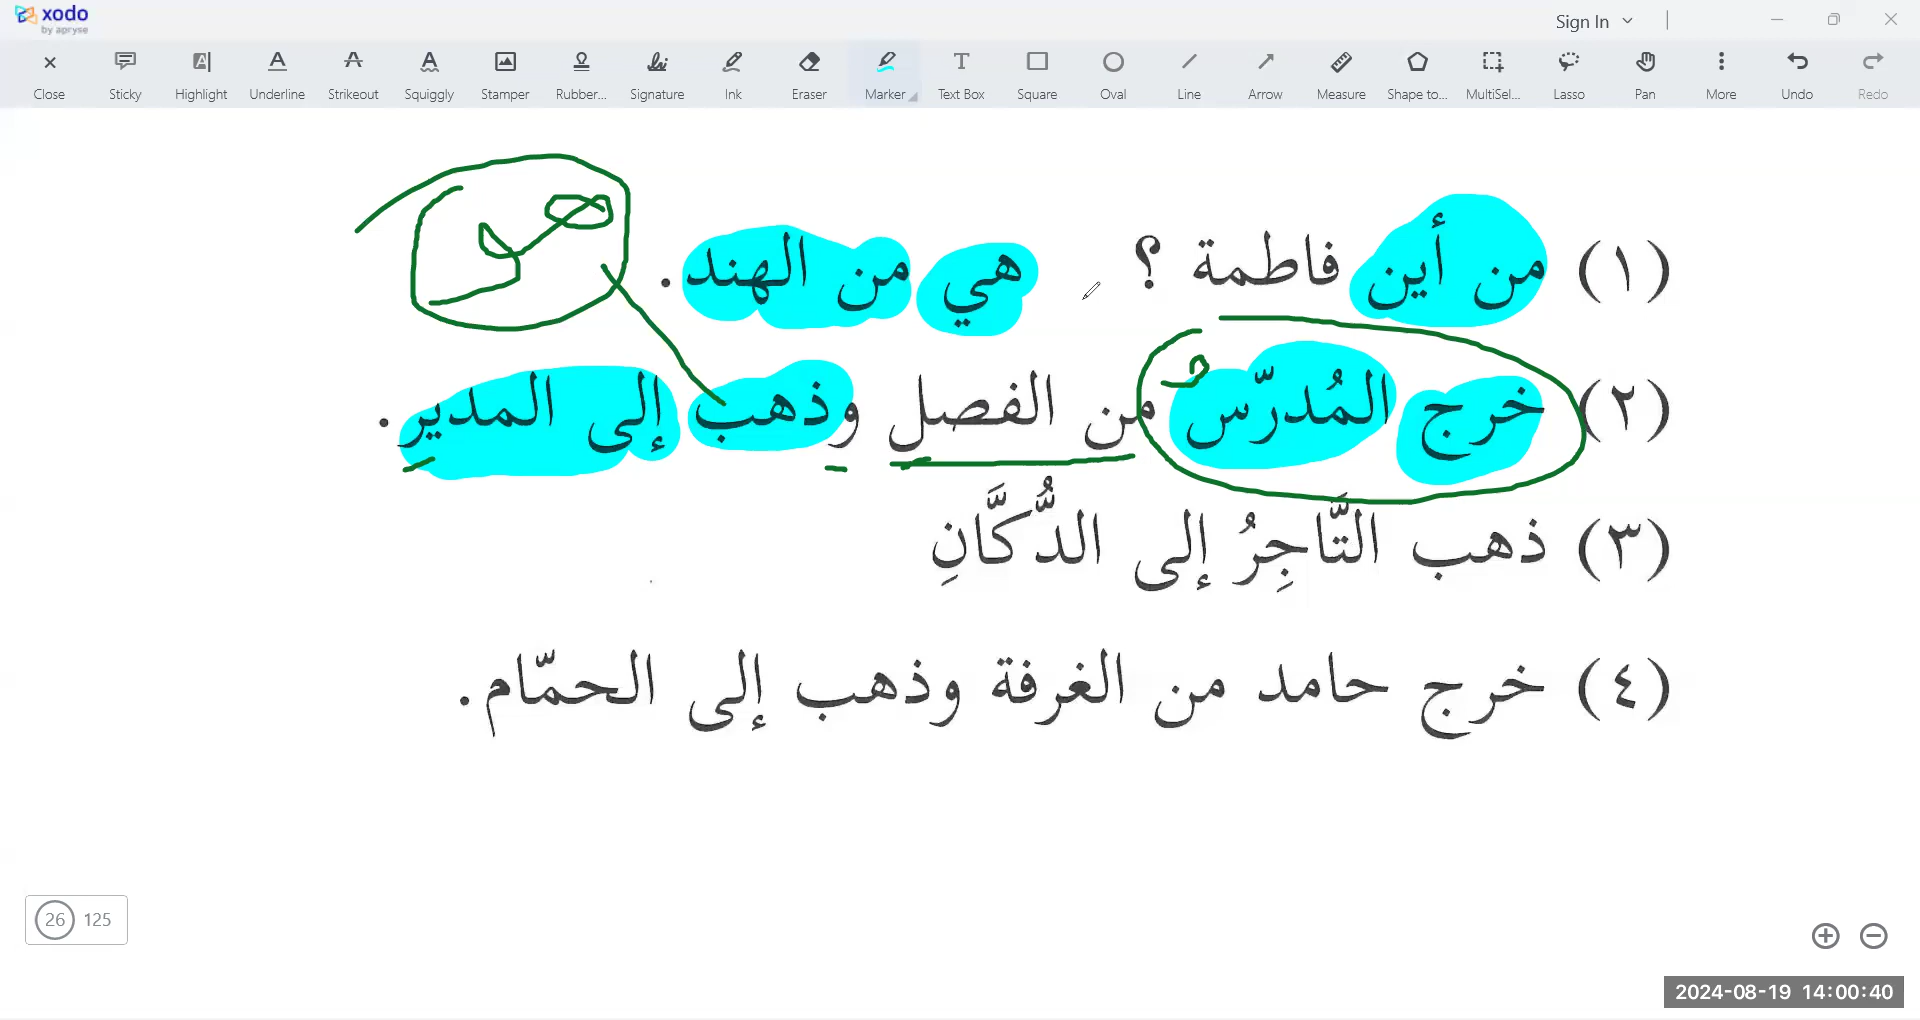 xodo
by apryse
Sign In
Close Sticky Highlight Underline Strikeout Squiggly Stamper Rubber... Signature Ink Eraser Marker Text Box Square Oval Line Arrow Measure Shape to... MultiSel... Lasso Pan More Undo Redo
(١) من أين فاطمة ؟ هي من الهند .
(٢) خرج المُدرّس من الفصل وذهب إلى المدير .
(٣) ذهب التَّاجِرُ إلى الدُّكَّانِ
(٤) خرج حامد من الغرفة وذهب إلى الحمّام .
26 125
2024-08-19 14:00:40